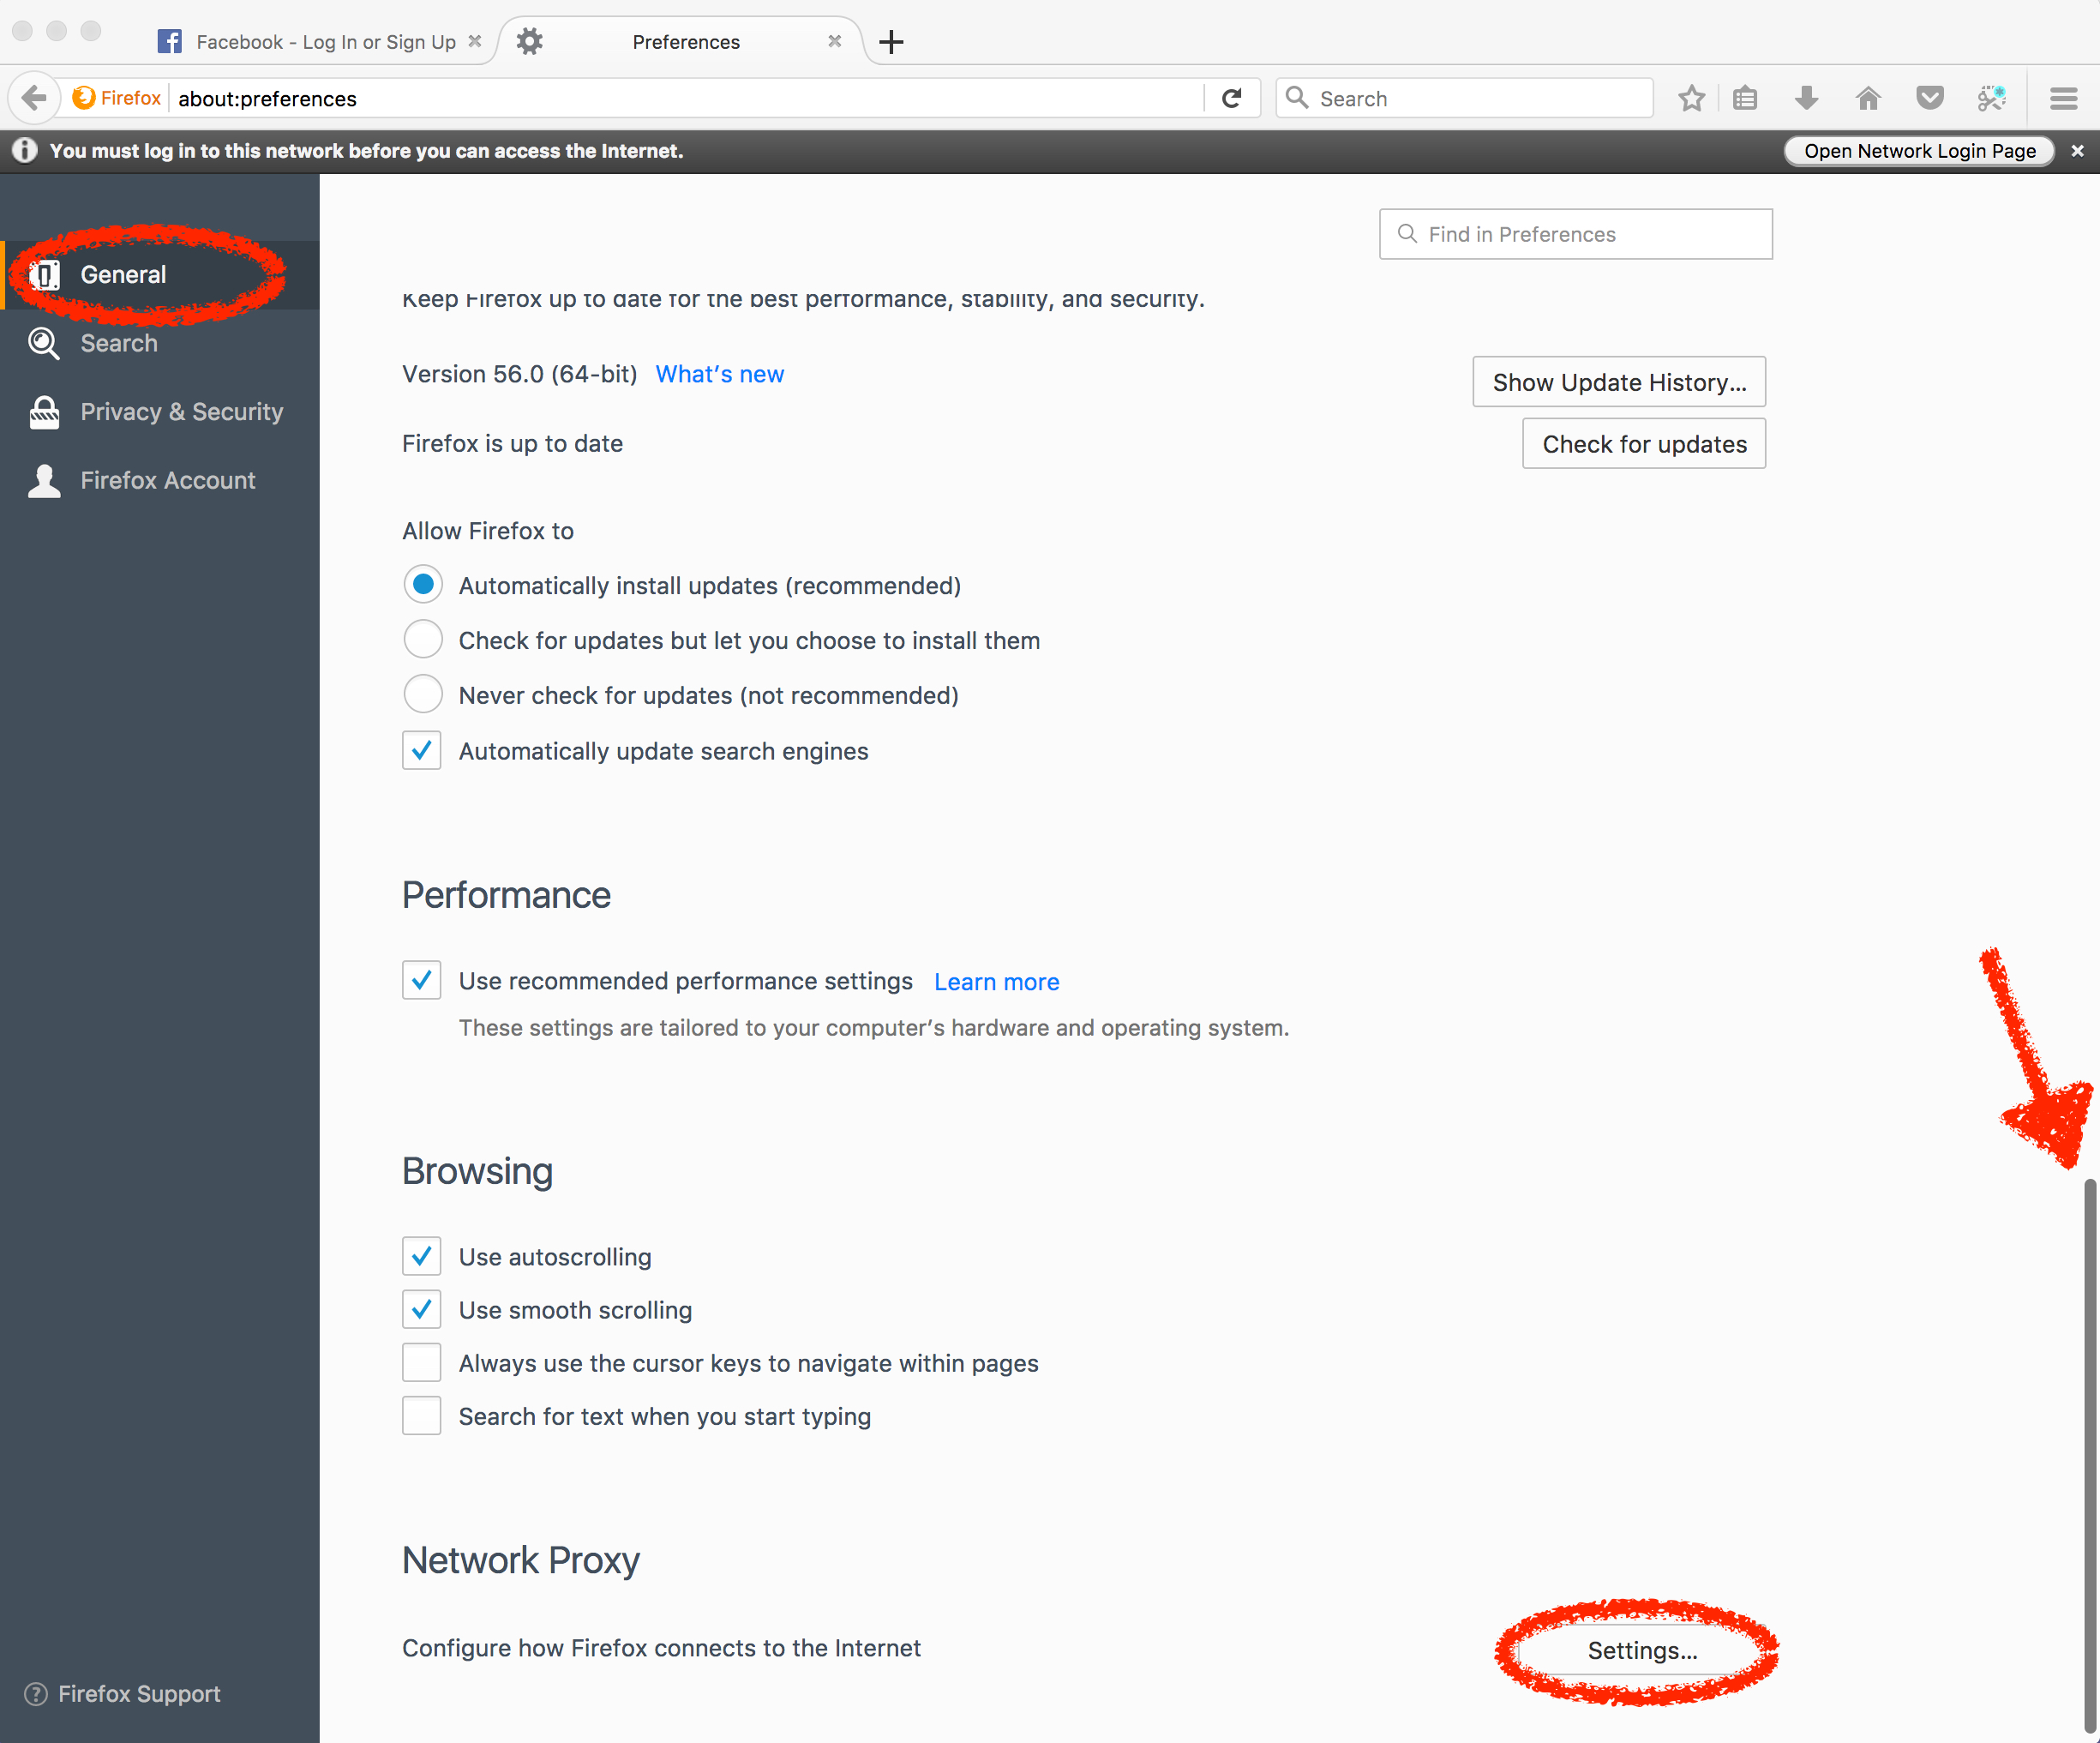 Facebook - Log In or Sign Up
Preferences
Firefox
about:preferences
Search
You must log in to this network before you can access the Internet.
Open Network Login Page
General
Search
Privacy & Security
Firefox Account
Find in Preferences
Keep Firefox up to date for the best performance, stability, and security.
Version 56.0 (64-bit) What's new
Show Update History...
Firefox is up to date
Check for updates
Allow Firefox to
Automatically install updates (recommended)
Check for updates but let you choose to install them
Never check for updates (not recommended)
Automatically update search engines
Performance
Use recommended performance settings Learn more
These settings are tailored to your computer's hardware and operating system.
Browsing
Use autoscrolling
Use smooth scrolling
Always use the cursor keys to navigate within pages
Search for text when you start typing
Network Proxy
Configure how Firefox connects to the Internet
Settings...
Firefox Support